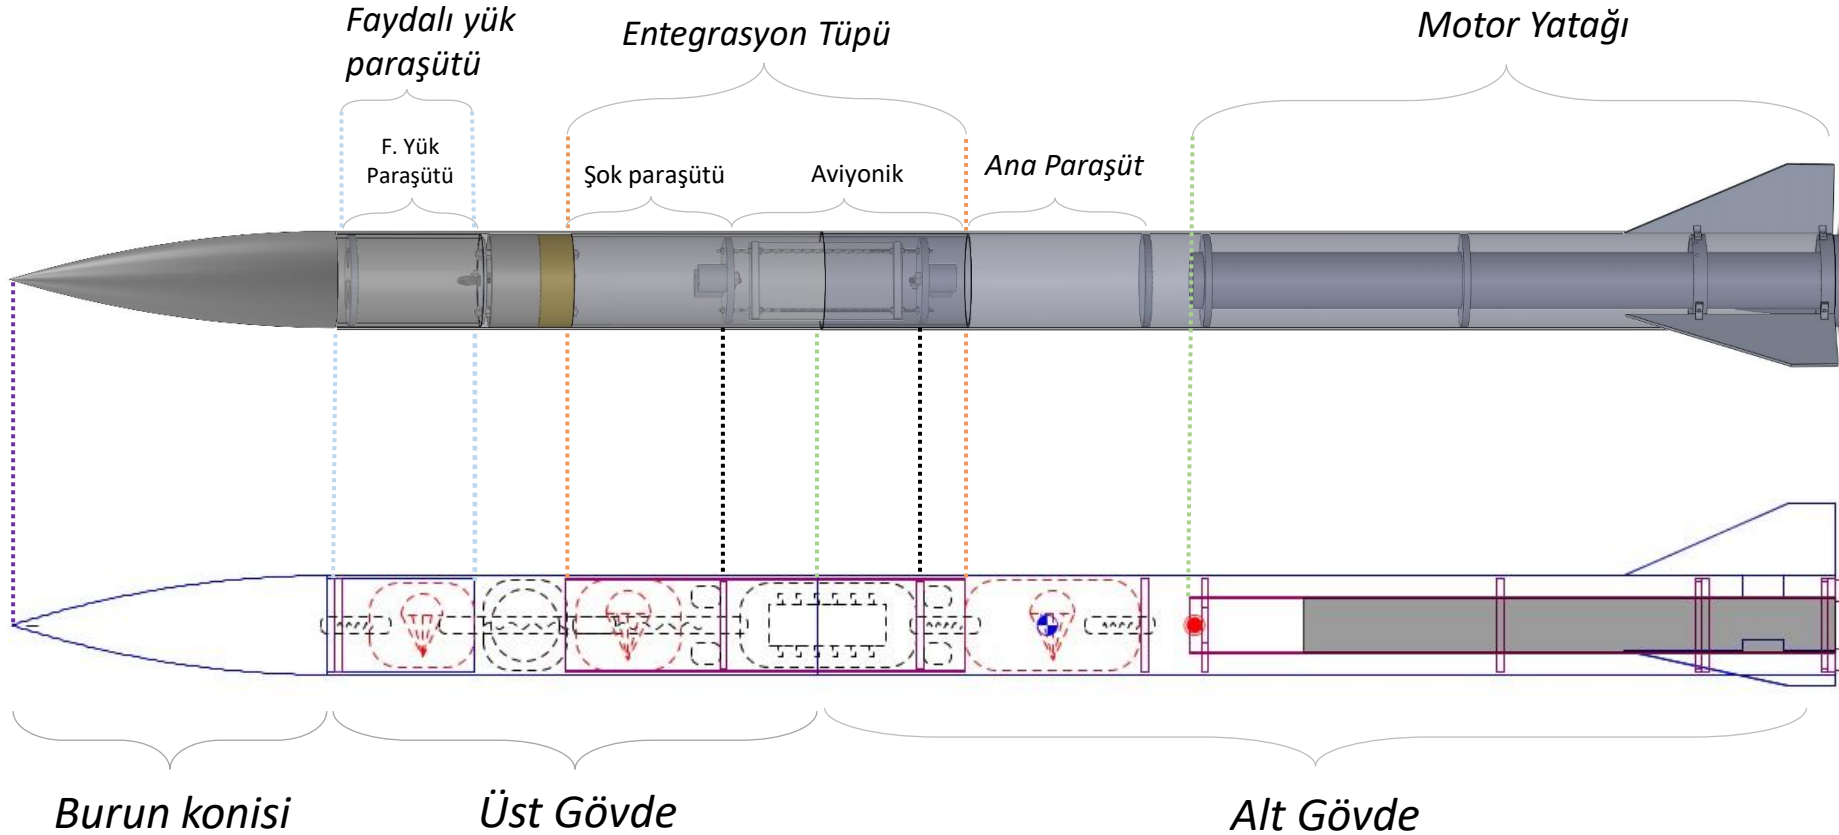 Faydalı yük
paraşütü
Entegrasyon Tüpü
Motor Yatağı
F. Yük
Paraşütü
Şok paraşütü
Aviyonik
Ana Paraşüt
Burun konisi
Üst Gövde
Alt Gövde